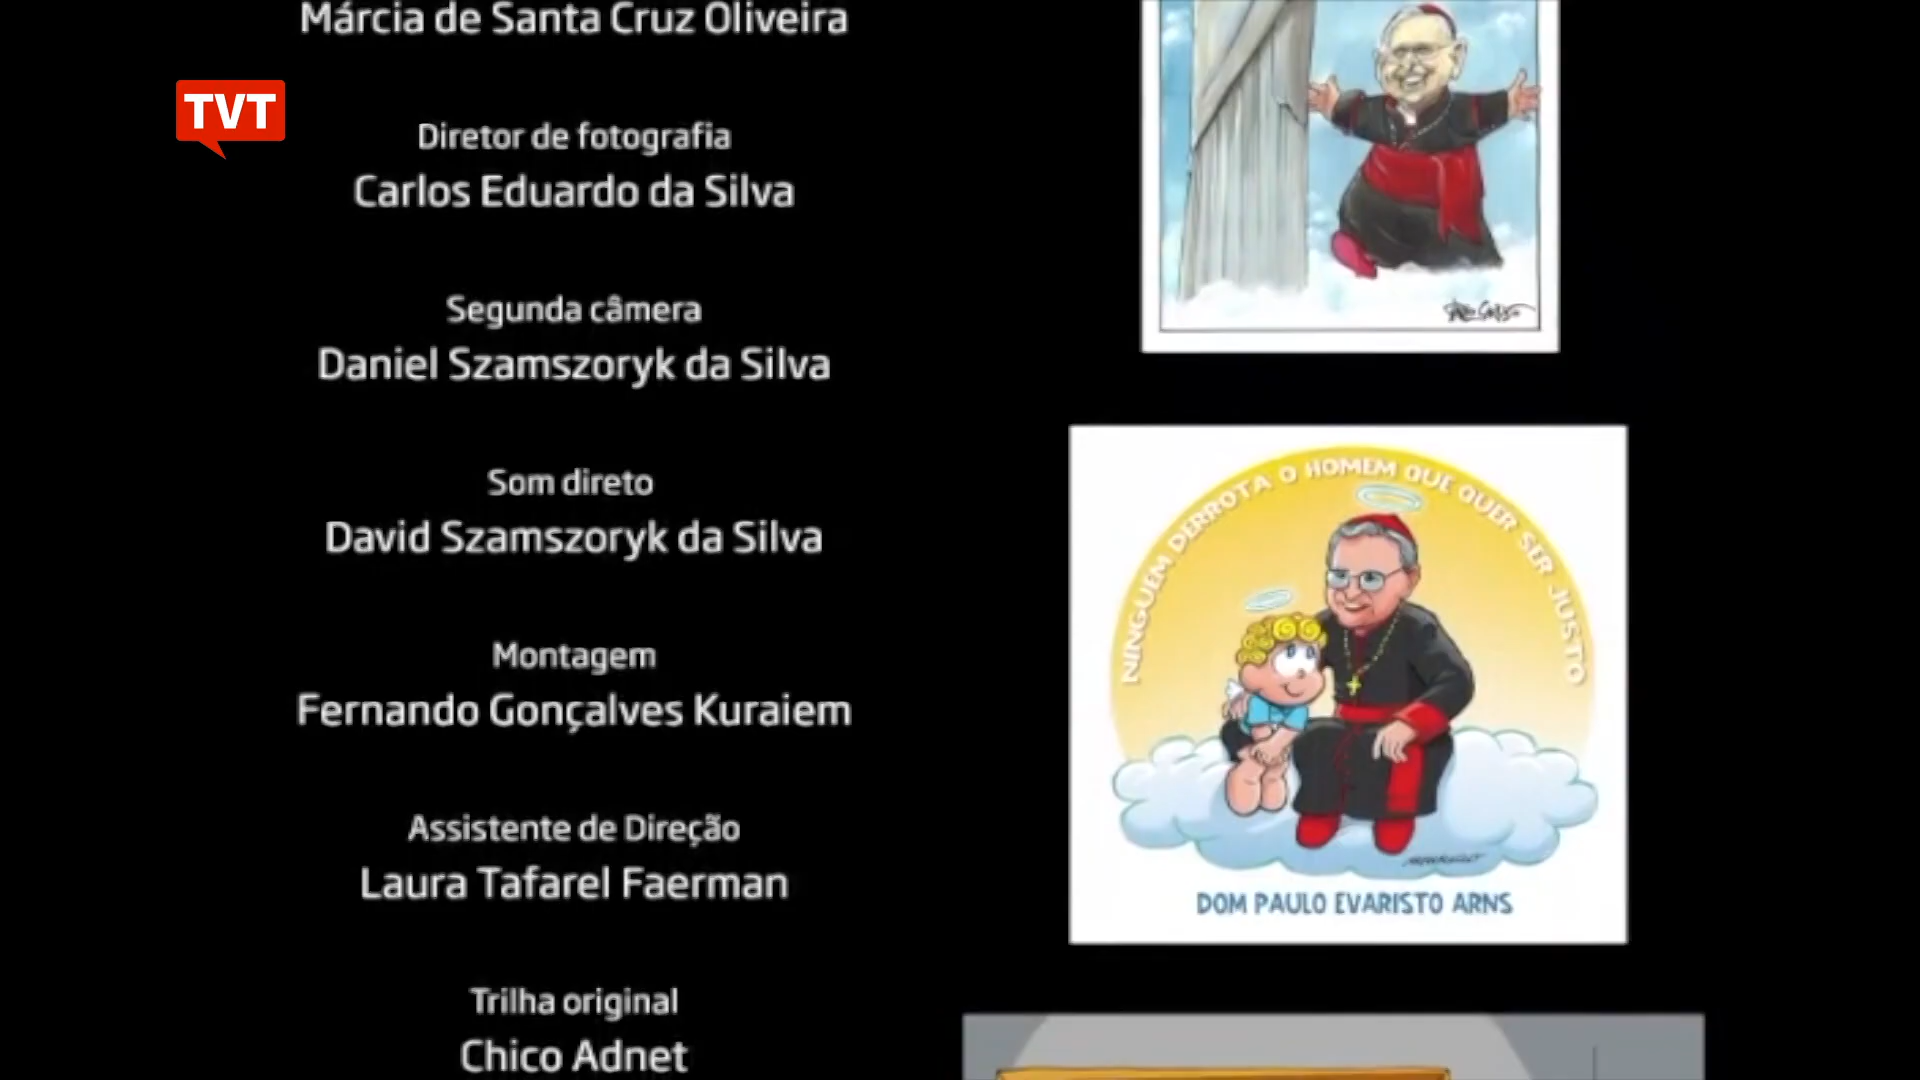 Márcia de Santa Cruz Oliveira
TVT
Diretor de fotografia
Carlos Eduardo da Silva
Segunda câmera
Daniel Szamszoryk da Silva
Som direto
David Szamszoryk da Silva
Montagem
Fernando Gonçalves Kuraiem
Assistente de Direção
Laura Tafarel Faerman
Trilha original
Chico Adnet
NINGUÉM DERROTA O HOMEM QUE QUER SER JUSTO
DOM PAULO EVARISTO ARNS